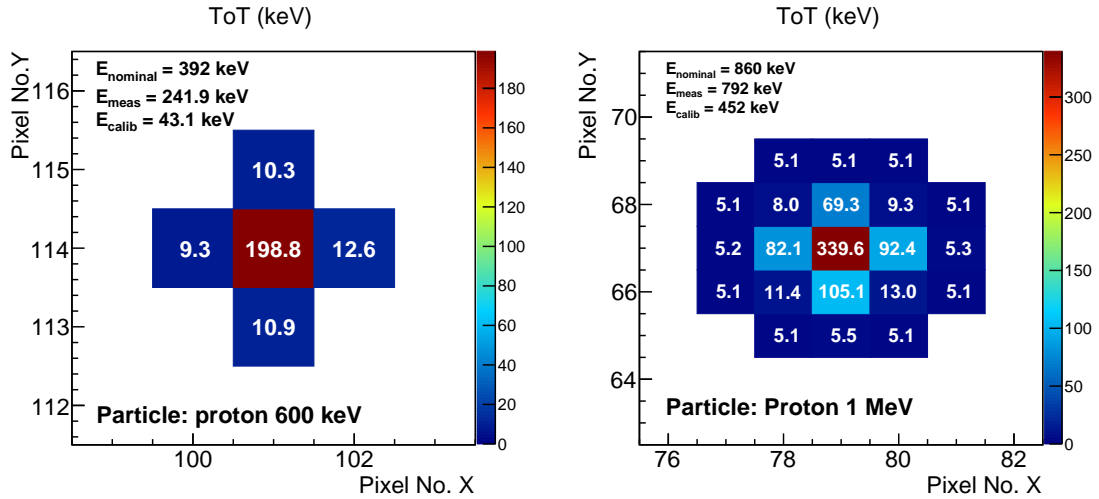 ToT (keV)
Pixel No.Y
E_nominal = 392 keV
E_meas = 241.9 keV
E_calib = 43.1 keV
116
115
114
113
112
10.3
9.3 198.8 12.6
10.9
Particle: proton 600 keV
100 102
Pixel No. X
180
160
140
120
100
80
60
40
20
0
ToT (keV)
Pixel No.Y
E_nominal = 860 keV
E_meas = 792 keV
E_calib = 452 keV
70
68
66
64
5.1 5.1 5.1
5.1 8.0 69.3 9.3 5.1
5.2 82.1 339.6 92.4 5.3
5.1 11.4 105.1 13.0 5.1
5.1 5.5 5.1
Particle: Proton 1 MeV
76 78 80 82
Pixel No. X
300
250
200
150
100
50
0